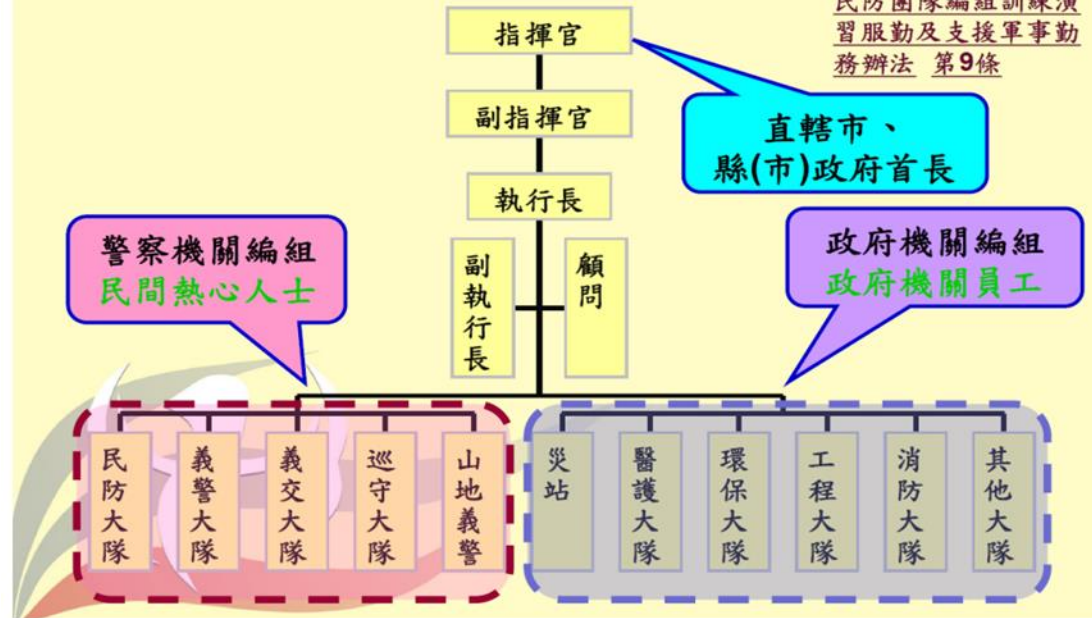 民防團隊編組訓練演
習服勤及支援軍事勤
務辦法 第9條
指揮官
副指揮官
直轄市、
縣(市)政府首長
執行長
警察機關編組
民間熱心人士
副執行長
顧問
政府機關編組
政府機關員工
民防大隊
義警大隊
義交大隊
巡守大隊
山地義警
災站
醫護大隊
環保大隊
工程大隊
消防大隊
其他大隊